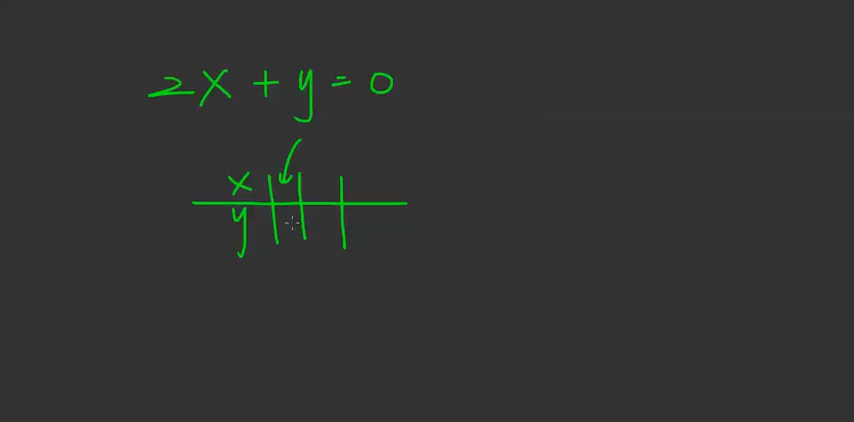 2x + y = 0
x
y